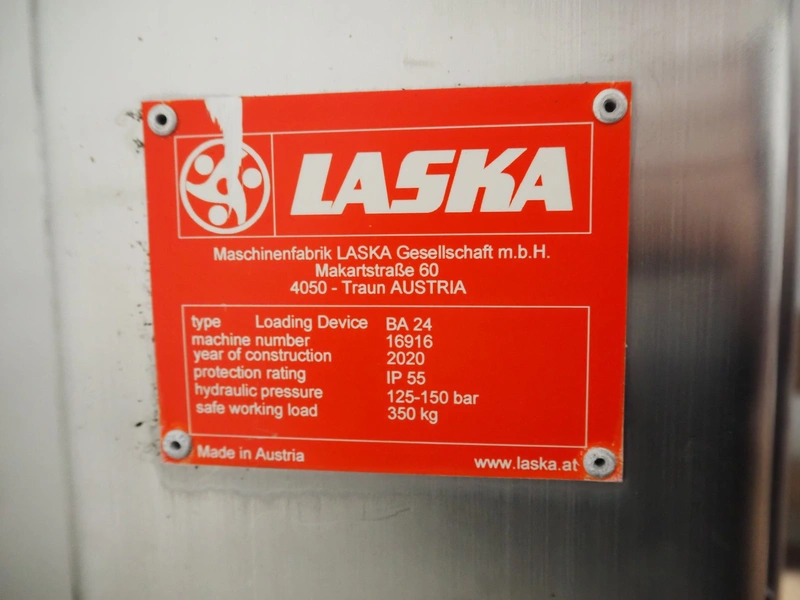 LASKA
Maschinenfabrik LASKA Gesellschaft m.b.H.
Makartstraße 60
4050 - Traun AUSTRIA
type Loading Device BA 24
machine number 16916
year of construction 2020
protection rating IP 55
hydraulic pressure 125-150 bar
safe working load 350 kg
Made in Austria www.laska.at